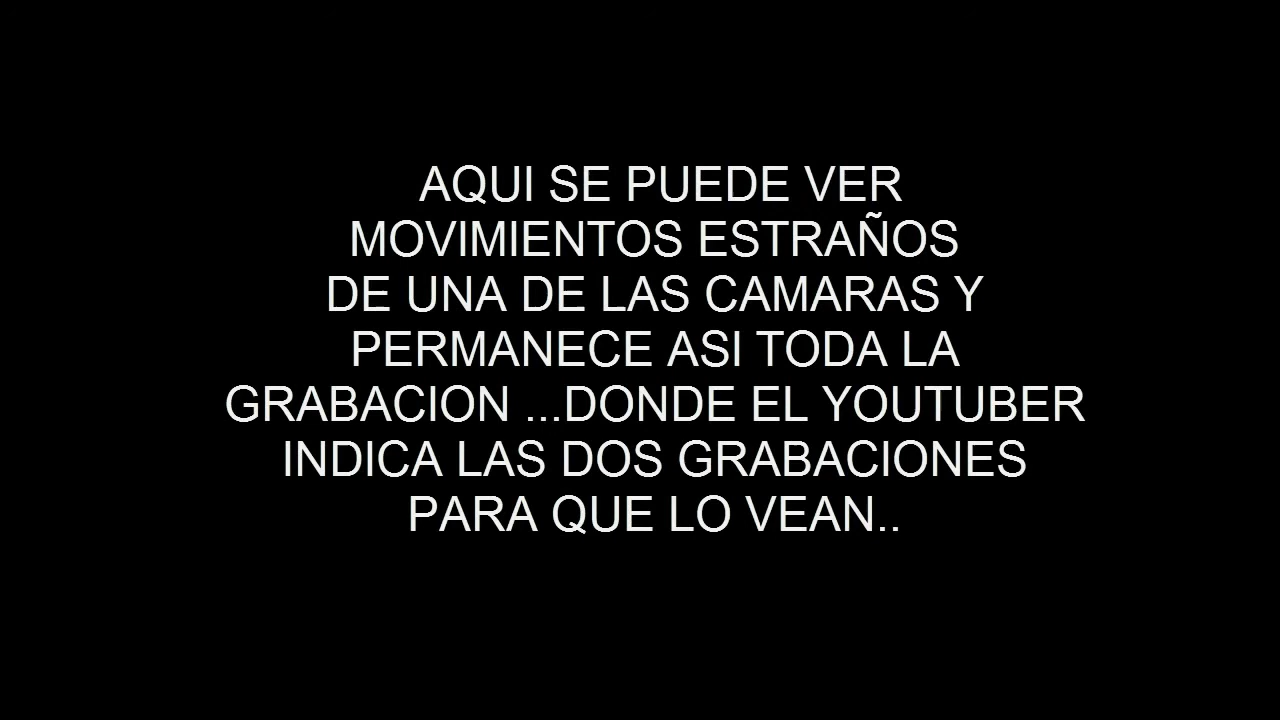 AQUI SE PUEDE VER
MOVIMIENTOS ESTRAÑOS
DE UNA DE LAS CAMARAS Y
PERMANECE ASI TODA LA
GRABACION ...DONDE EL YOUTUBER
INDICA LAS DOS GRABACIONES
PARA QUE LO VEAN..